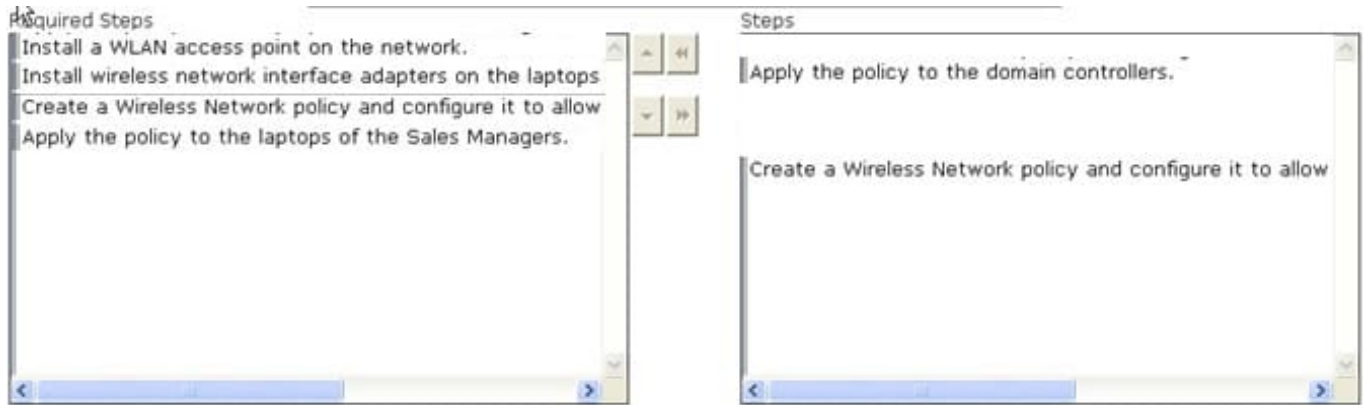 Required Steps
Install a WLAN access point on the network.
Install wireless network interface adapters on the laptops
Create a Wireless Network policy and configure it to allow
Apply the policy to the laptops of the Sales Managers.
Steps
Apply the policy to the domain controllers.
Create a Wireless Network policy and configure it to allow